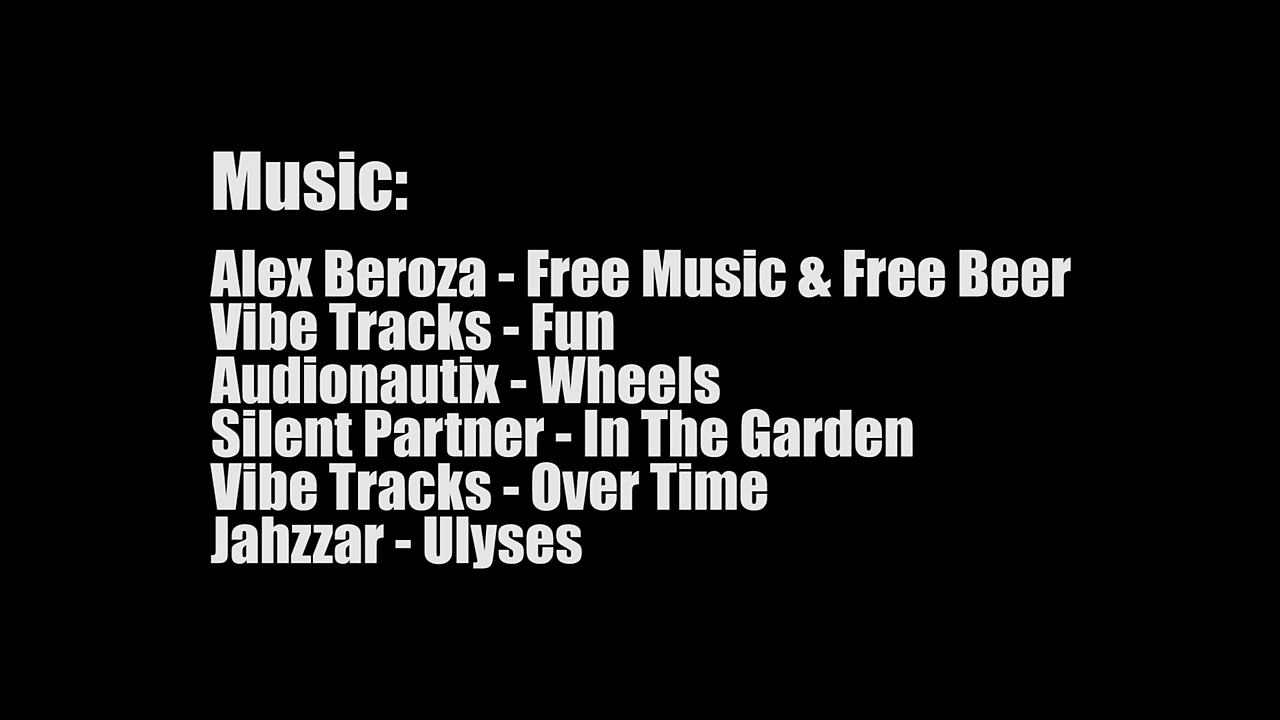 Music:
Alex Beroza - Free Music & Free Beer
Vibe Tracks - Fun
Audionautix - Wheels
Silent Partner - In The Garden
Vibe Tracks - Over Time
Jahzzar - Ulyses